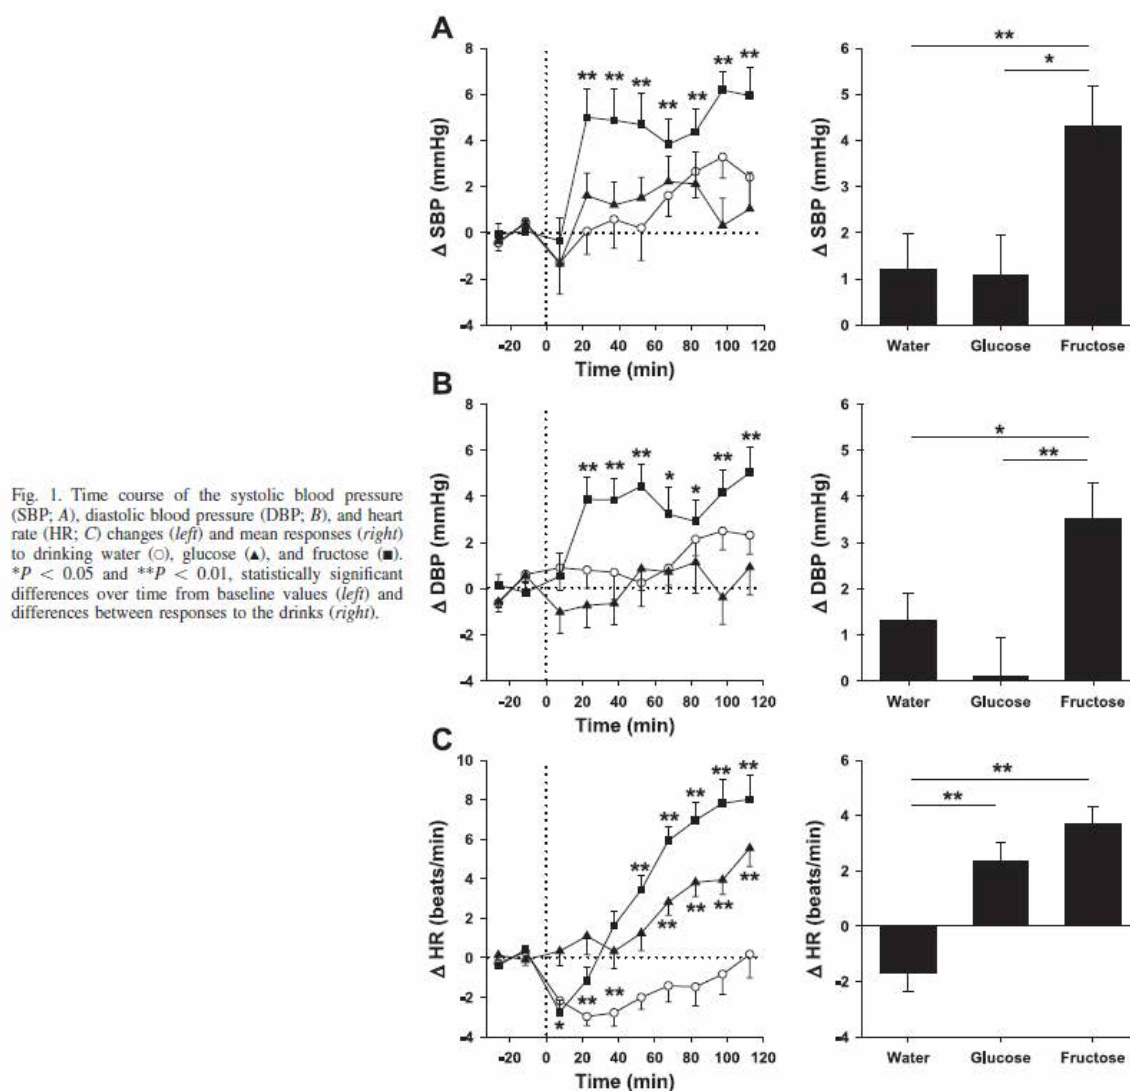 A
8
6
4
2
0
-2
-4
Δ SBP (mmHg)
** ** ** ** ** ** **
-20 0 20 40 60 80 100 120
Time (min)
6
5
4
3
2
1
0
Δ SBP (mmHg)
**
*
Water Glucose Fructose
B
8
6
4
2
0
-2
-4
Δ DBP (mmHg)
** ** ** * * ** **
-20 0 20 40 60 80 100 120
Time (min)
6
5
4
3
2
1
0
Δ DBP (mmHg)
*
**
Water Glucose Fructose
Fig. 1. Time course of the systolic blood pressure
(SBP; A), diastolic blood pressure (DBP; B), and heart
rate (HR; C) changes (left) and mean responses (right)
to drinking water (○), glucose (▲), and fructose (■).
*P < 0.05 and **P < 0.01, statistically significant
differences over time from baseline values (left) and
differences between responses to the drinks (right).
C
10
8
6
4
2
0
-2
-4
Δ HR (beats/min)
** ** ** ** **
** ** ** **
* ** **
-20 0 20 40 60 80 100 120
Time (min)
6
4
2
0
-2
-4
Δ HR (beats/min)
**
**
Water Glucose Fructose